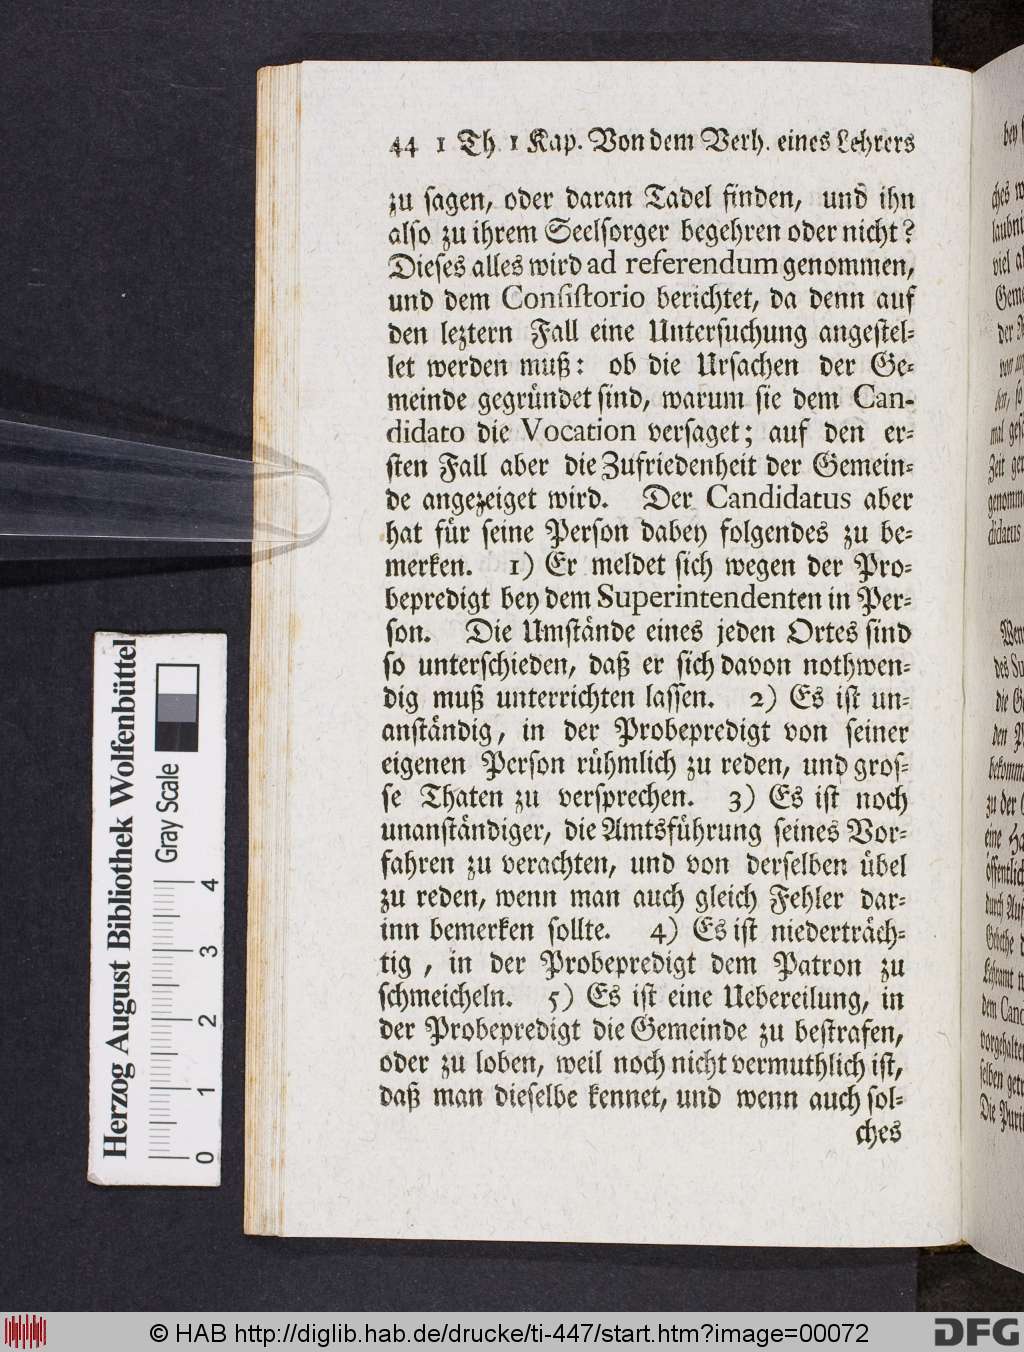 44 1 Th 1 Kap. Von dem Verh. eines Lehrers
zu sagen, oder daran Tadel finden, und ihn
also zu ihrem Seelsorger begehren oder nicht?
Dieses alles wird ad referendum genommen,
und dem Consistorio berichtet, da denn auf
den leztern Fall eine Untersuchung angestel-
let werden muß: ob die Ursachen der Ge-
meinde gegründet sind, warum sie dem Can-
didato die Vocation versaget; auf den er-
sten Fall aber die Zufriedenheit der Gemein-
de angezeiget wird. Der Candidatus aber
hat für seine Person dabey folgendes zu be-
merken. 1) Er meldet sich wegen der Pro-
bepredigt bey dem Superintendenten in Per-
son. Die Umstände eines jeden Ortes sind
so unterschieden, daß er sich davon nothwen-
dig muß unterrichten lassen. 2) Es ist un-
anständig, in der Probepredigt von seiner
eigenen Person rühmlich zu reden, und gros-
se Thaten zu versprechen. 3) Es ist noch
unanständiger, die Amtsführung seines Vor-
fahren zu verachten, und von derselben übel
zu reden, wenn man auch gleich Fehler dar-
inn bemerken sollte. 4) Es ist niederträch-
tig, in der Probepredigt dem Patron zu
schmeicheln. 5) Es ist eine Uebereilung, in
der Probepredigt die Gemeinde zu bestrafen,
oder zu loben, weil noch nicht vermuthlich ist,
daß man dieselbe kennet, und wenn auch sol-
ches
Herzog August Bibliothek Wolfenbüttel
Gray Scale
0 1 2 3 4
© HAB http://diglib.hab.de/drucke/ti-447/start.htm?image=00072
DFG